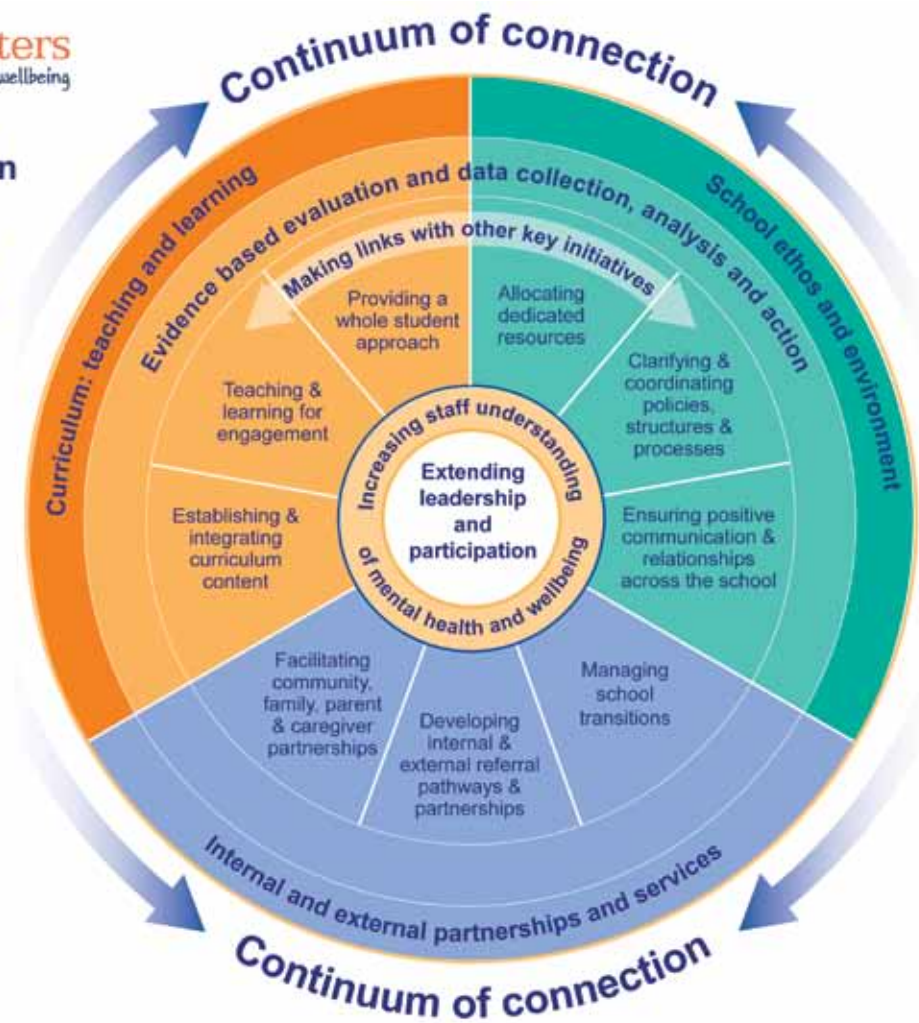 wellbeing
Continuum of connection
Curriculum: teaching and learning
School ethos and environment
Evidence based evaluation and data collection, analysis and action
Making links with other key initiatives
Providing a
whole student
approach
Allocating
dedicated
resources
Teaching &
learning for
engagement
Clarifying &
coordinating
policies,
structures &
processes
Establishing &
integrating
curriculum
content
Increasing staff understanding
of mental health and wellbeing
Extending
leadership
and
participation
Ensuring positive
communication &
relationships
across the school
Facilitating
community,
family, parent
& caregiver
partnerships
Developing
internal &
external referral
pathways &
partnerships
Managing
school
transitions
Internal and external partnerships and services
Continuum of connection